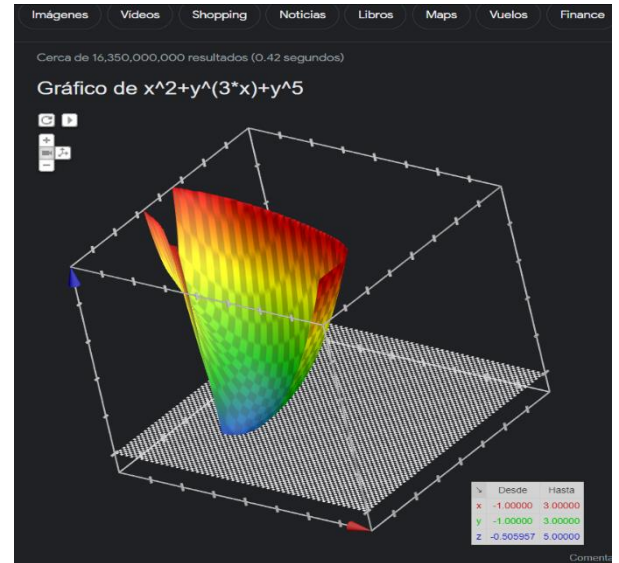 Imágenes Vídeos Shopping Noticias Libros Maps Vuelos Finance
Cerca de 16,350,000,000 resultados (0.42 segundos)
Gráfico de x^2+y^(3*x)+y^5
Desde Hasta
x -1.00000 3.00000
y -1.00000 3.00000
z -0.505957 5.00000
Comenta